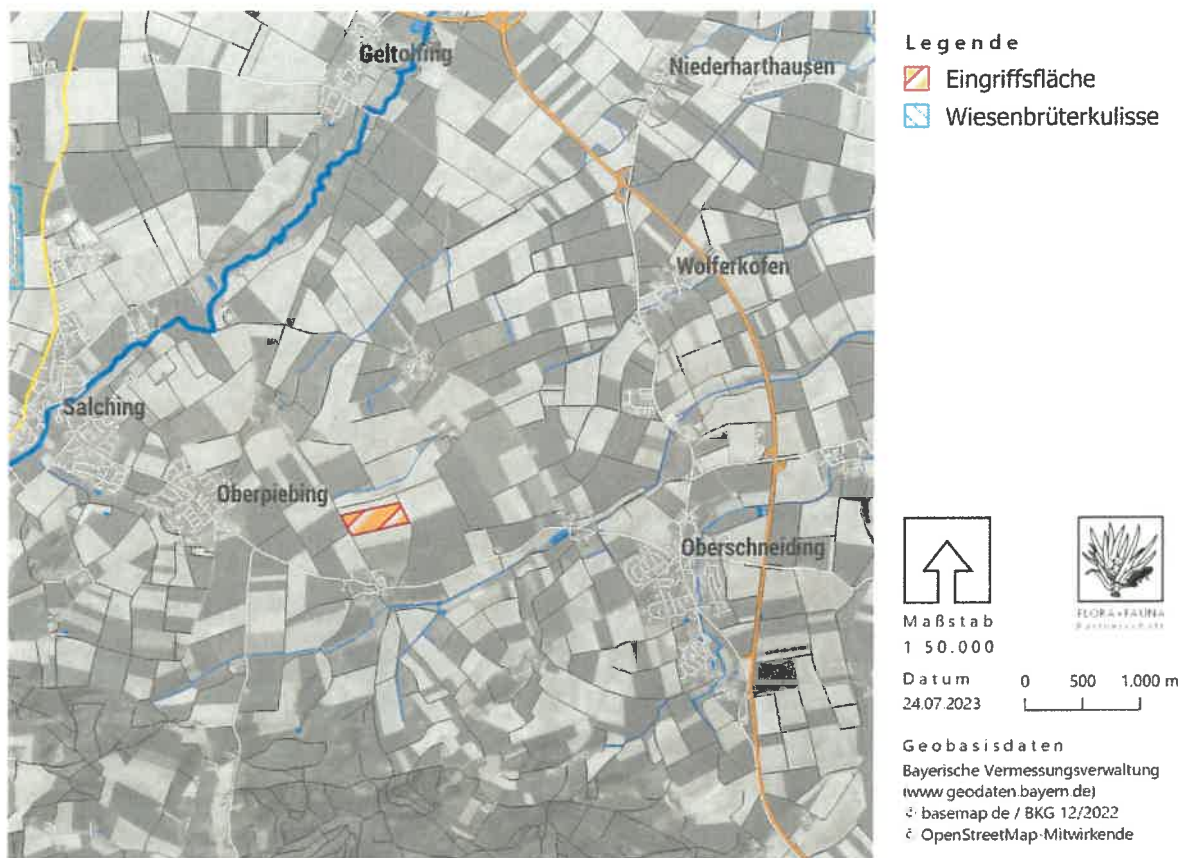 Geltolfing
Niederharthausen
Wolferkofen
Salching
Oberpiebing
Oberschneiding
Legende
Eingriffsfläche
Wiesenbrüterkulisse
FLORA+FAUNA
Partnerschaft
Maßstab
1 50.000
Datum
24.07.2023
0 500 1.000 m
Geobasisdaten
Bayerische Vermessungsverwaltung
(www geodaten.bayern.de)
© basemap de / BKG 12/2022
© OpenStreetMap-Mitwirkende